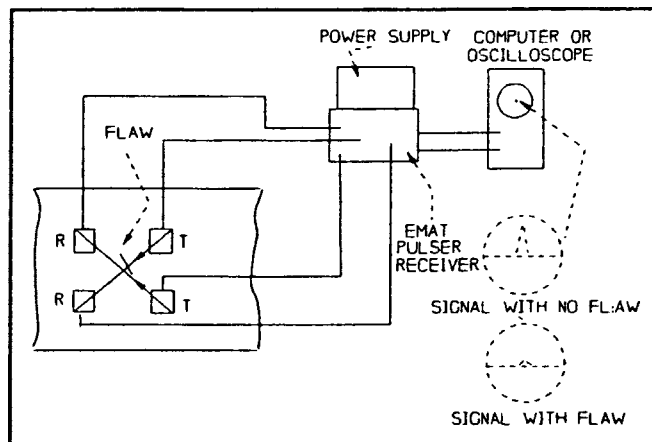 POWER SUPPLY
COMPUTER OR
OSCILLOSCOPE
FLAW
R
T
EMAT
PULSER
RECEIVER
R
T
SIGNAL WITH NO FL:AW
SIGNAL WITH FLAW